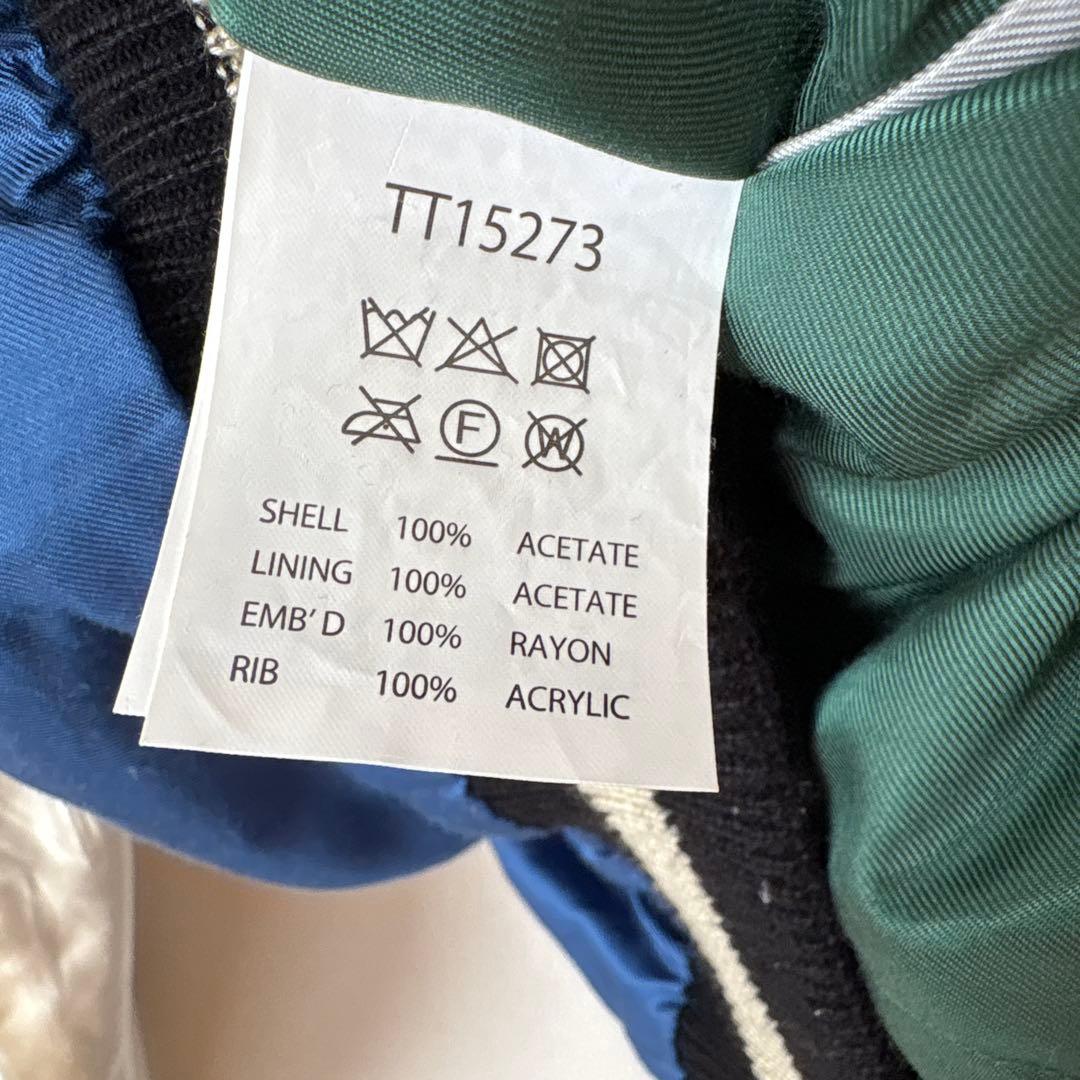 TT15273
F W
SHELL 100% ACETATE
LINING 100% ACETATE
EMB'D 100% RAYON
RIB 100% ACRYLIC